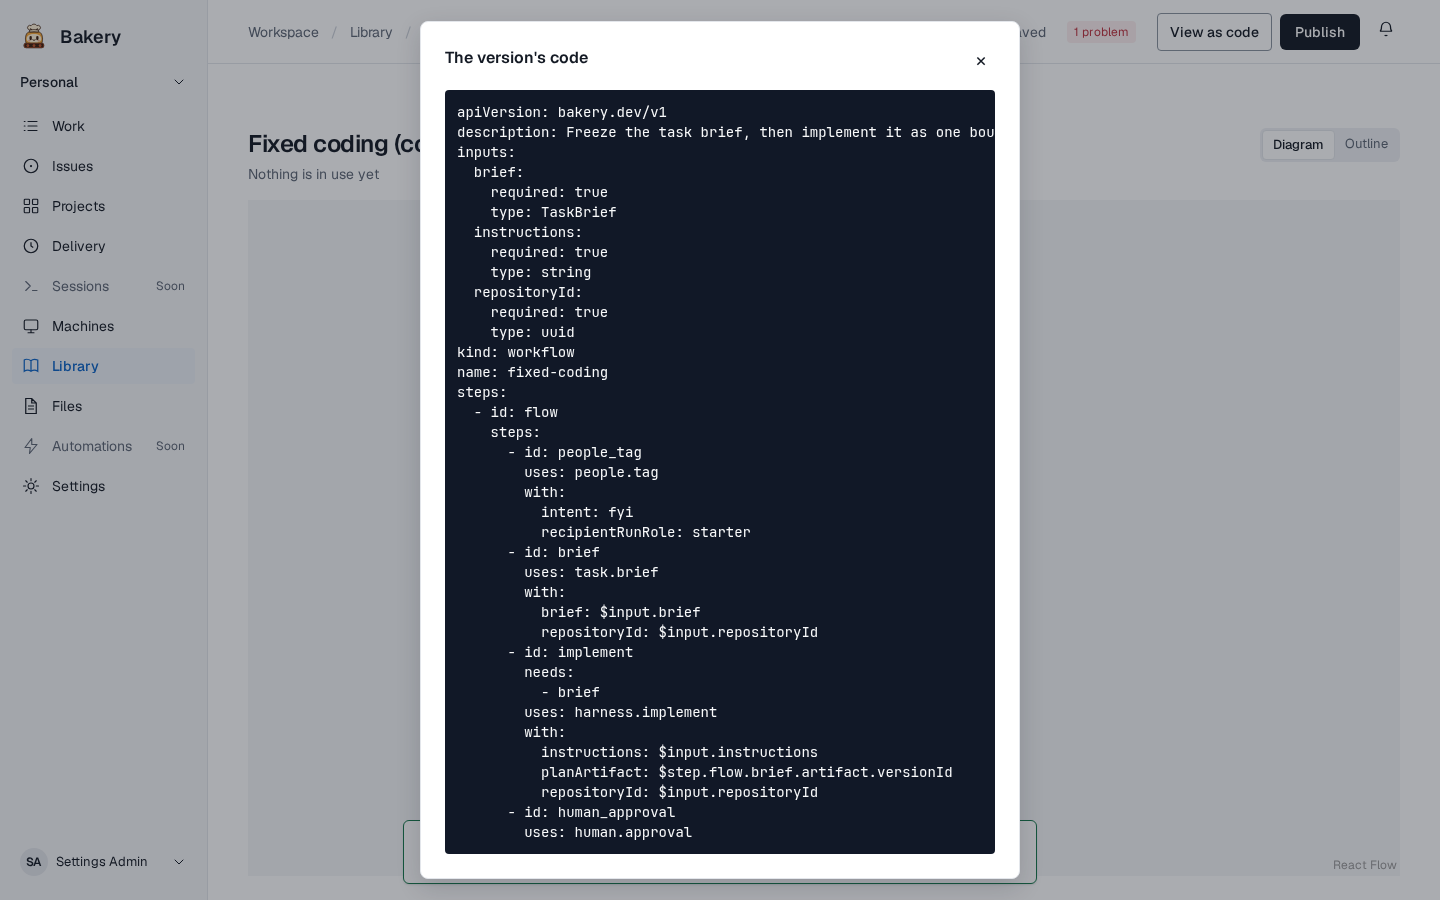 Bakery
Workspace / Library /
1 problem
View as code
Publish
Personal
Work
Issues
Projects
Delivery
Sessions Soon
Machines
Library
Files
Automations Soon
Settings
SA Settings Admin
Fixed coding
Nothing is in use yet
Diagram
Outline
The version's code
apiVersion: bakery.dev/v1
description: Freeze the task brief, then implement it as one
inputs:
  brief:
    required: true
    type: TaskBrief
  instructions:
    required: true
    type: string
  repositoryId:
    required: true
    type: uuid
kind: workflow
name: fixed-coding
steps:
  - id: flow
    steps:
      - id: people_tag
        uses: people.tag
        with:
          intent: fyi
          recipientRunRole: starter
      - id: brief
        uses: task.brief
        with:
          brief: $input.brief
          repositoryId: $input.repositoryId
      - id: implement
        needs:
          - brief
        uses: harness.implement
        with:
          instructions: $input.instructions
          planArtifact: $step.flow.brief.artifact.versionId
          repositoryId: $input.repositoryId
      - id: human_approval
        uses: human.approval
React Flow